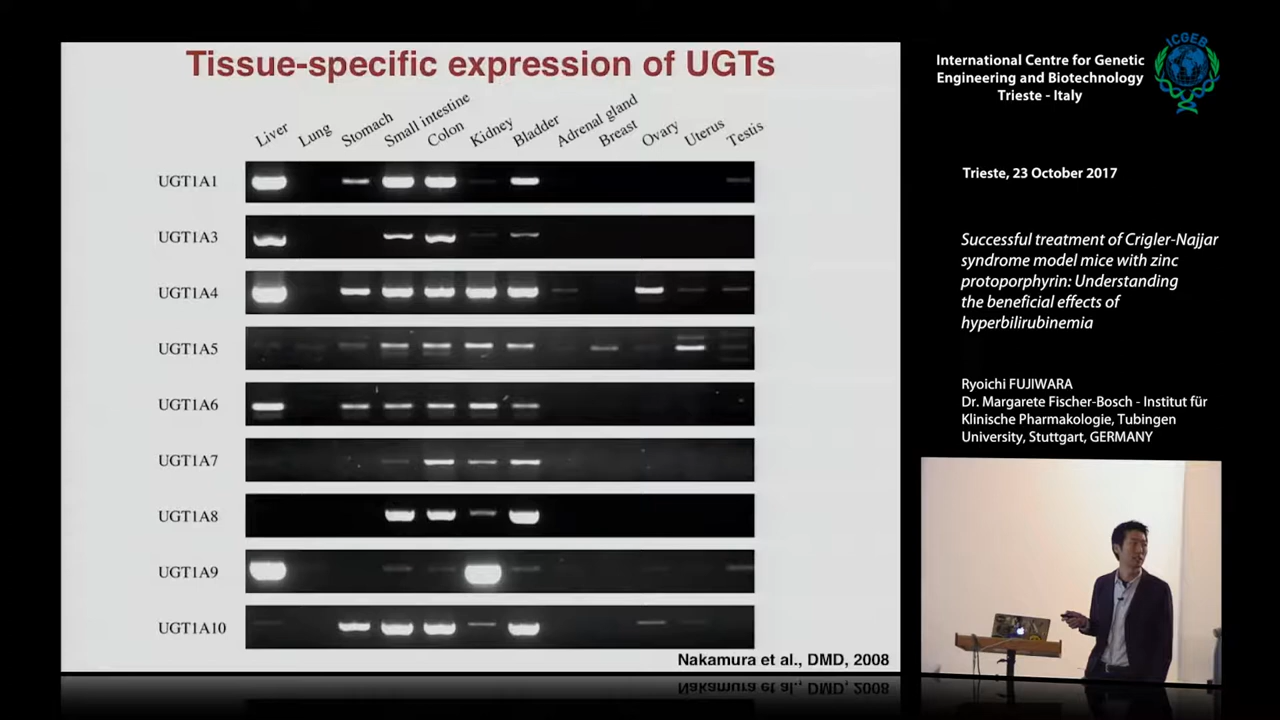 Tissue-specific expression of UGTs
Liver Lung Stomach Small intestine Colon Kidney Bladder Adrenal gland Breast Ovary Uterus Testis
UGT1A1
UGT1A3
UGT1A4
UGT1A5
UGT1A6
UGT1A7
UGT1A8
UGT1A9
UGT1A10
Nakamura et al., DMD, 2008
International Centre for Genetic
Engineering and Biotechnology
Trieste - Italy
ICGEB
Trieste, 23 October 2017
Successful treatment of Crigler-Najjar
syndrome model mice with zinc
protoporphyrin: Understanding
the beneficial effects of
hyperbilirubinemia
Ryoichi FUJIWARA
Dr. Margarete Fischer-Bosch - Institut für
Klinische Pharmakologie, Tubingen
University, Stuttgart, GERMANY